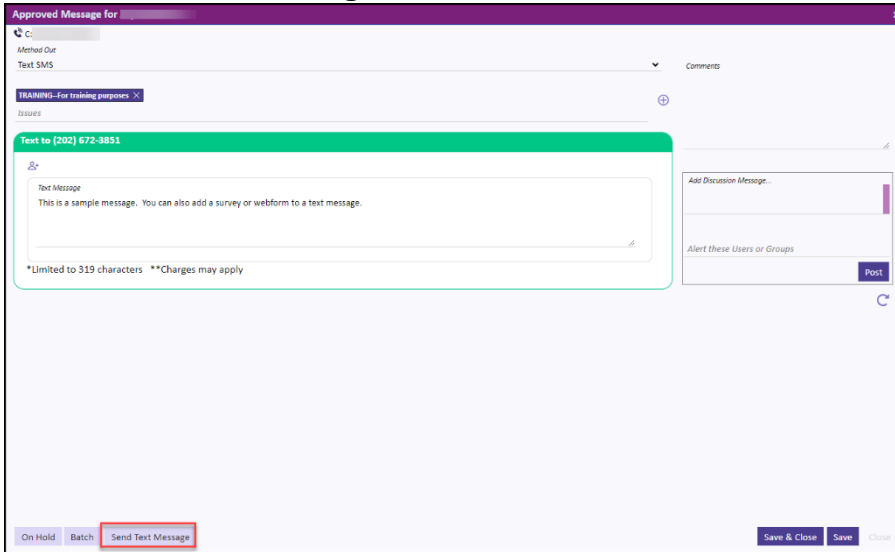 Approved Message for
C:
Method Out
Text SMS
TRAINING--For training purposes ×
Issues
Text to (202) 672-3851
Text Message
This is a sample message.  You can also add a survey or webform to a text message.
*Limited to 319 characters  **Charges may apply
Comments
Add Discussion Message...
Alert these Users or Groups
Post
On Hold
Batch
Send Text Message
Save & Close
Save
Close